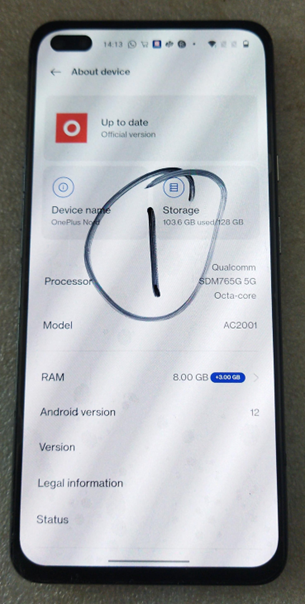 14:13
About device
Up to date
Official version
Device name
OnePlus Nord
Storage
103.6 GB used/128 GB
Processor
Qualcomm
SDM765G 5G
Octa-core
Model
AC2001
RAM
8.00 GB +3.00 GB
Android version
12
Version
Legal information
Status
1